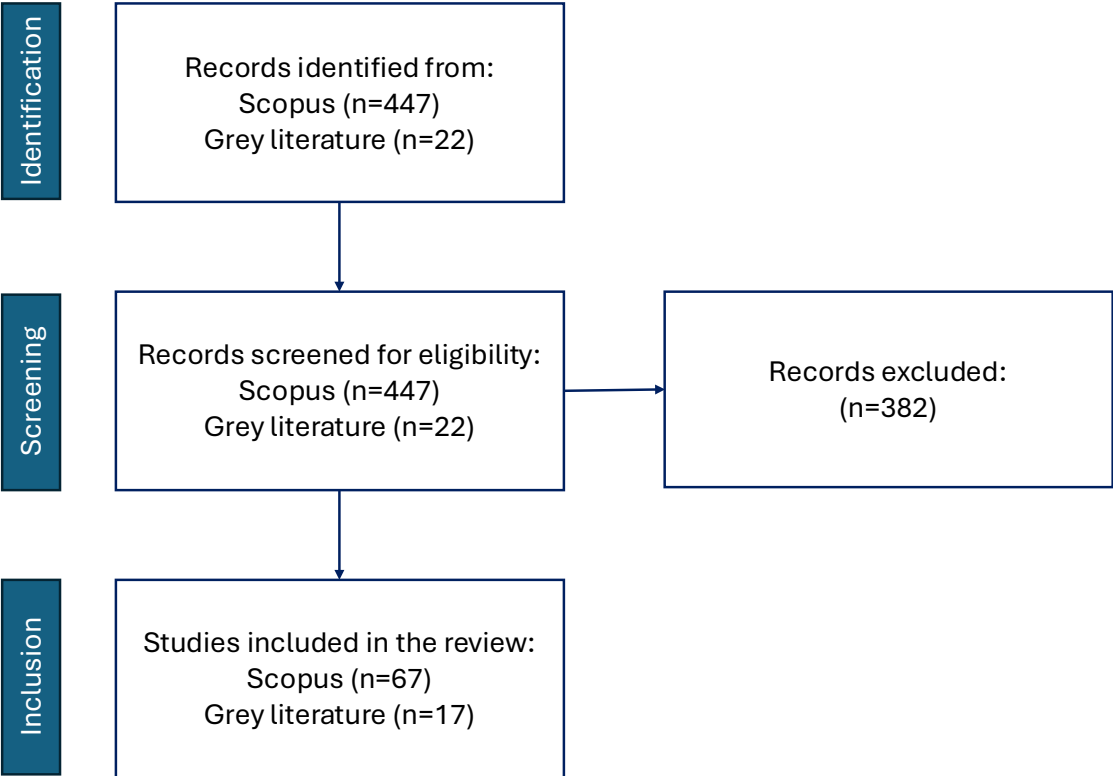 Identification
Records identified from:
Scopus (n=447)
Grey literature (n=22)
Screening
Records screened for eligibility:
Scopus (n=447)
Grey literature (n=22)
Records excluded:
(n=382)
Inclusion
Studies included in the review:
Scopus (n=67)
Grey literature (n=17)